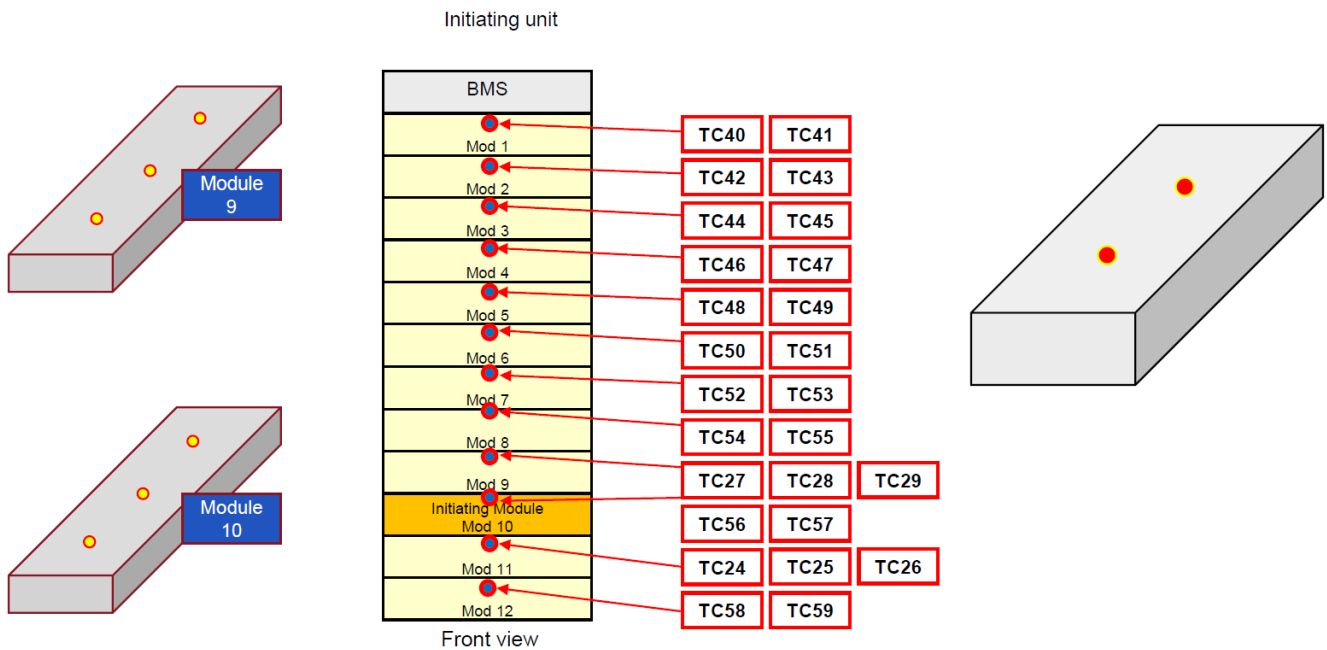 Initiating unit
BMS
Mod 1
Mod 2
Mod 3
Mod 4
Mod 5
Mod 6
Mod 7
Mod 8
Mod 9
Initiating Module
Mod 10
Mod 11
Mod 12
Front view
Module
9
Module
10
TC40 TC41
TC42 TC43
TC44 TC45
TC46 TC47
TC48 TC49
TC50 TC51
TC52 TC53
TC54 TC55
TC27 TC28 TC29
TC56 TC57
TC24 TC25 TC26
TC58 TC59